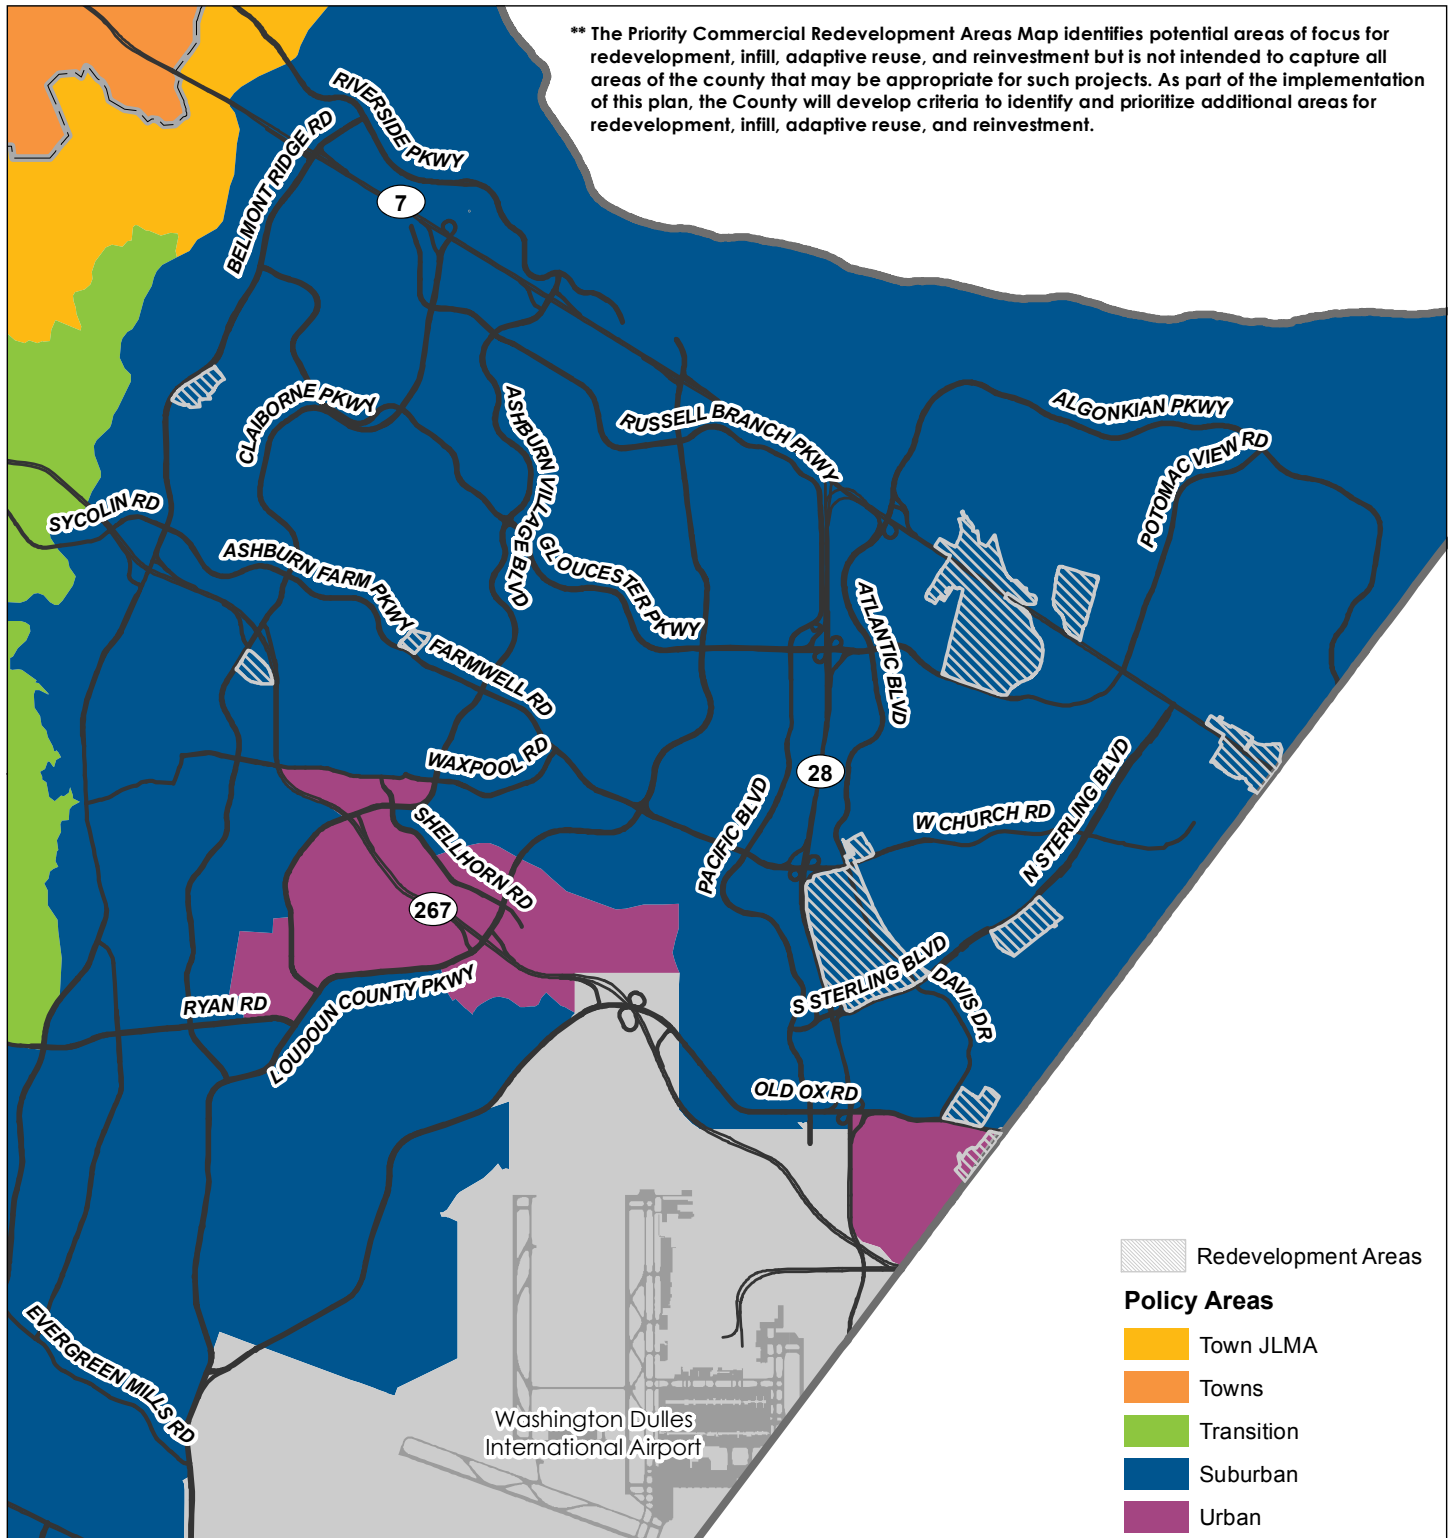 ** The Priority Commercial Redevelopment Areas Map identifies potential areas of focus for
redevelopment, infill, adaptive reuse, and reinvestment but is not intended to capture all
areas of the county that may be appropriate for such projects. As part of the implementation
of this plan, the County will develop criteria to identify and prioritize additional areas for
redevelopment, infill, adaptive reuse, and reinvestment.
RIVERSIDE PKWY
BELMONT RIDGE RD
7
CLAIBORNE PKWY
ASHBURN VILLAGE BLVD
RUSSELL BRANCH PKWY
ALGONKIAN PKWY
POTOMAC VIEW RD
SYCOLIN RD
ASHBURN FARM PKWY
GLOUCESTER PKWY
ATLANTIC BLVD
FARMWELL RD
WAXPOOL RD
28
PACIFIC BLVD
W CHURCH RD
N STERLING BLVD
SHELLHORN RD
267
S STERLING BLVD
DAVIS DR
RYAN RD
LOUDOUN COUNTY PKWY
OLD OX RD
EVERGREEN MILLS RD
Washington Dulles
International Airport
Redevelopment Areas
Policy Areas
Town JLMA
Towns
Transition
Suburban
Urban